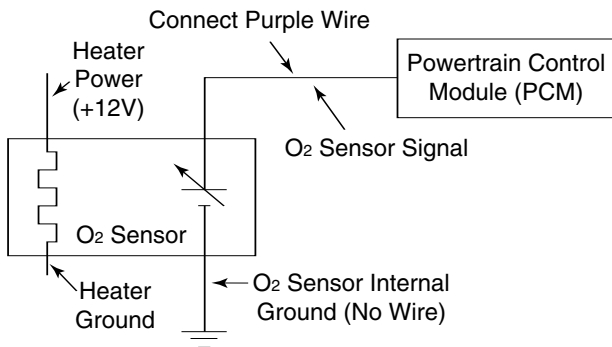 Connect Purple Wire
Heater
Power
(+12V)
Powertrain Control
Module (PCM)
O2 Sensor Signal
O2 Sensor
Heater
Ground
O2 Sensor Internal
Ground (No Wire)